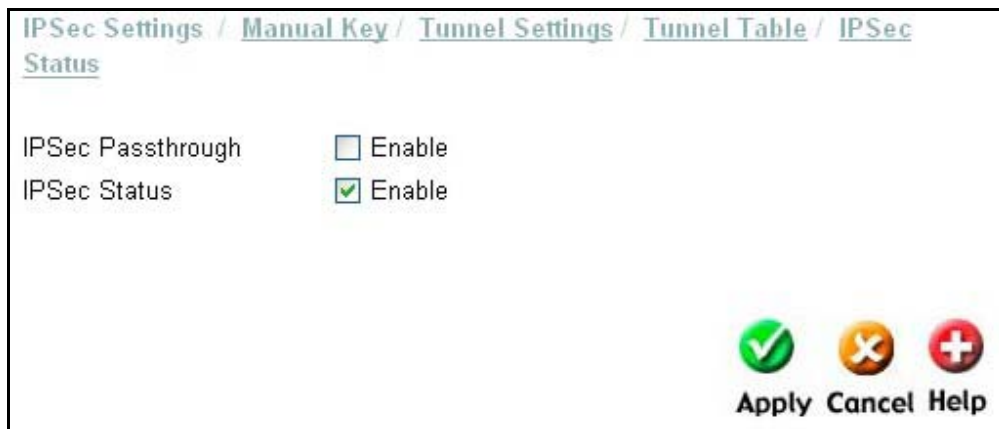 IPSec Settings / Manual Key / Tunnel Settings / Tunnel Table / IPSec
Status
IPSec Passthrough Enable
IPSec Status Enable
Apply Cancel Help